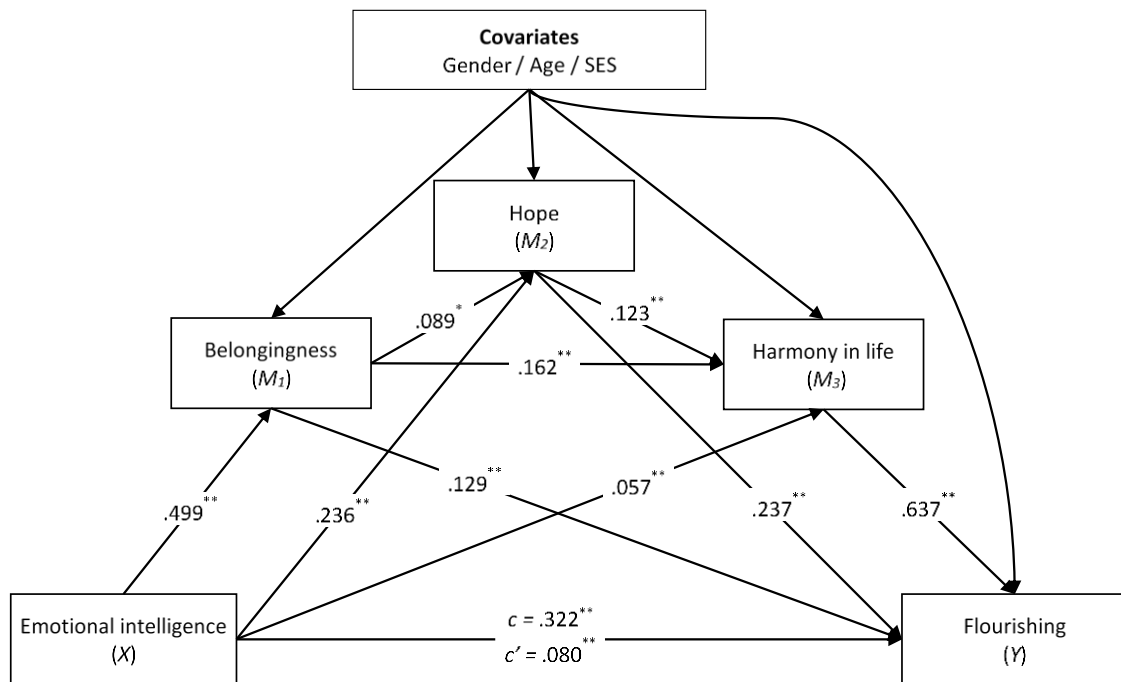 Covariates
Gender / Age / SES
Hope
(M₂)
.089*
.123**
Belongingness
(M₁)
.162**
Harmony in life
(M₃)
.499**
.236**
.129**
.057**
.237**
.637**
Emotional intelligence
(X)
c = .322**
c' = .080**
Flourishing
(Y)